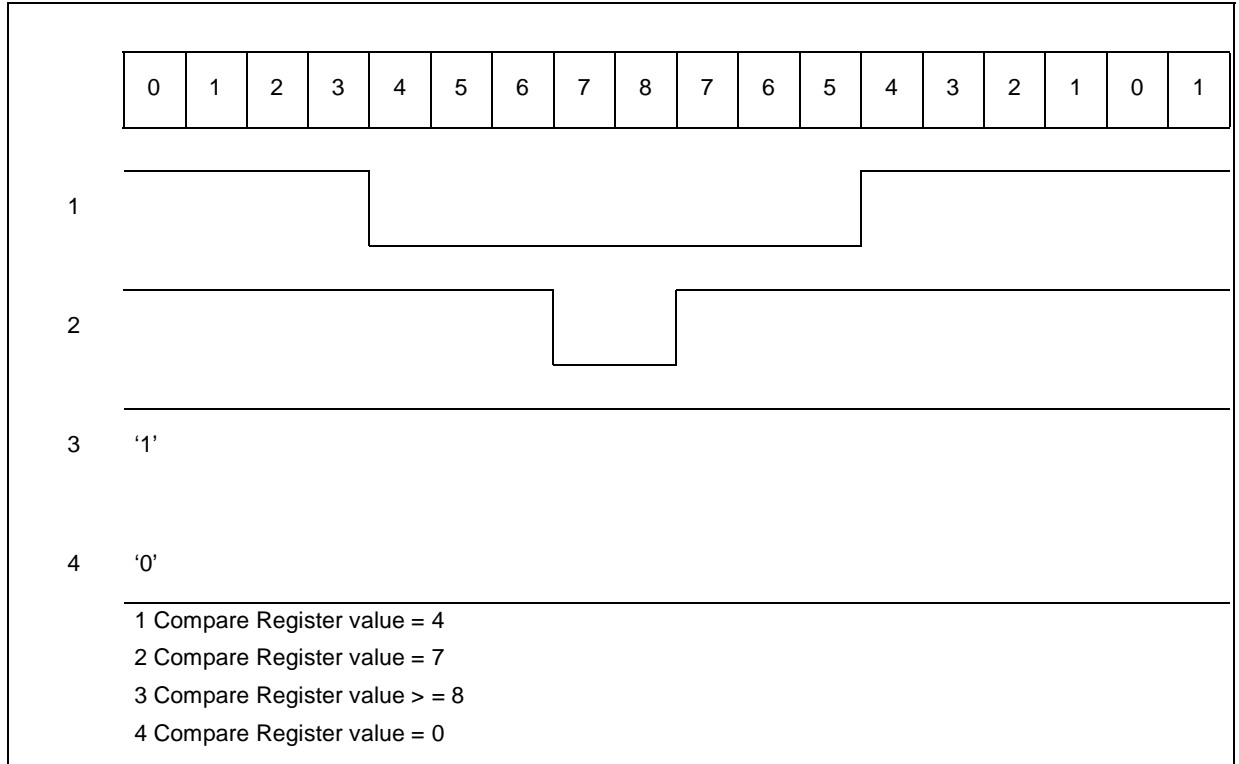 0 1 2 3 4 5 6 7 8 7 6 5 4 3 2 1 0 1
1
2
3 ‘1’
4 ‘0’
1 Compare Register value = 4
2 Compare Register value = 7
3 Compare Register value > = 8
4 Compare Register value = 0